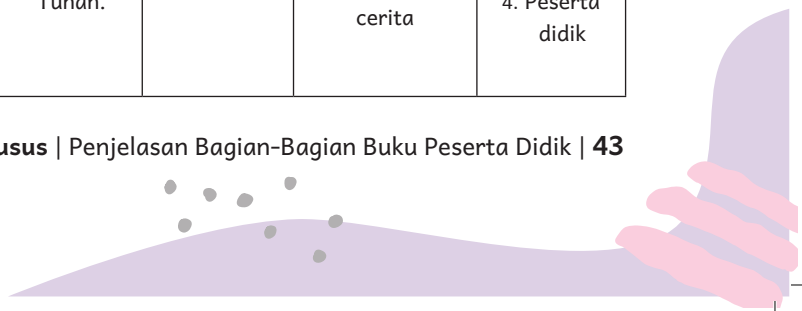 Tuhan.
cerita
4. Peserta
didik
usus | Penjelasan Bagian-Bagian Buku Peserta Didik | 43